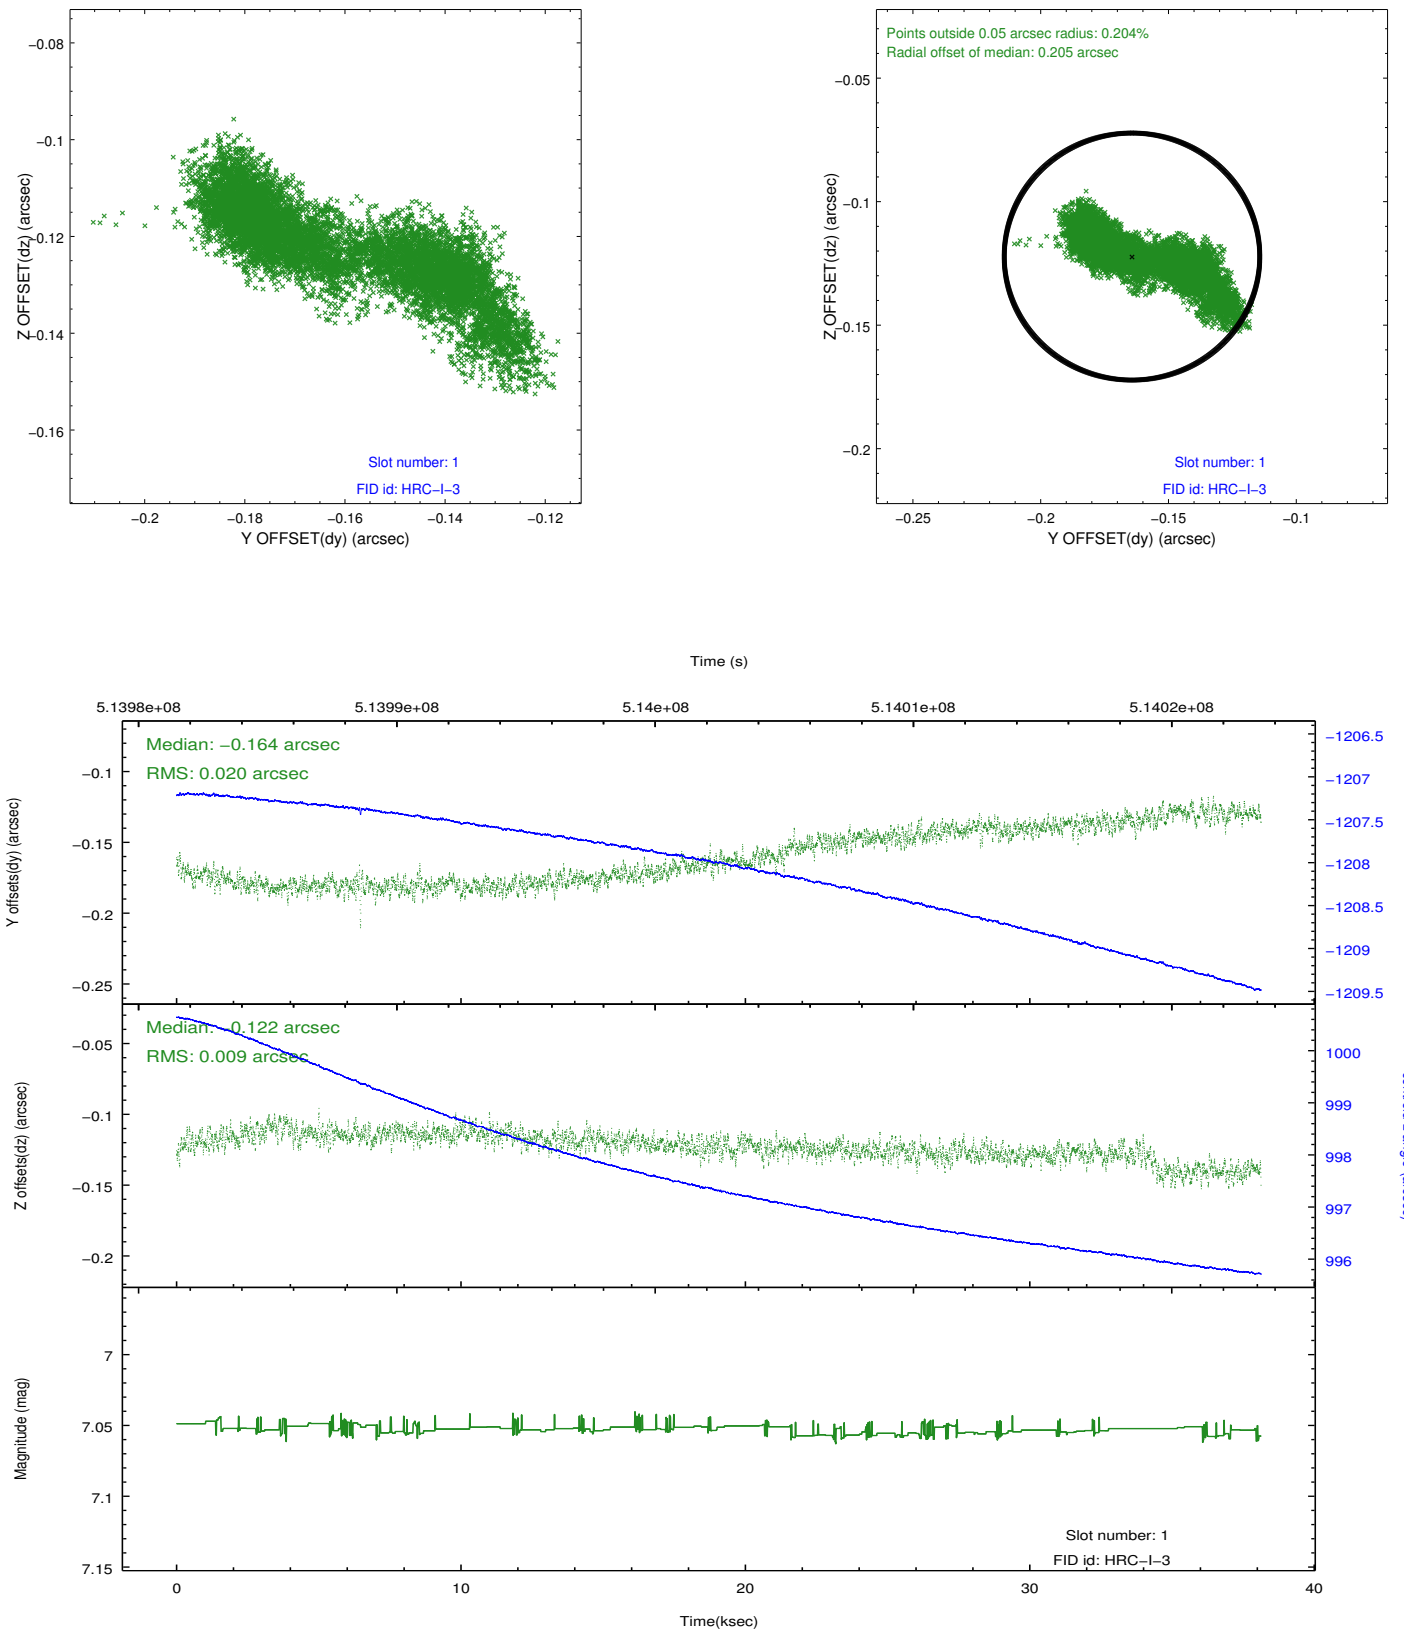 Points outside 0.05 arcsec radius: 0.204%
Radial offset of median: 0.205 arcsec
−0.08
−0.1
−0.12
−0.14
−0.16
Z OFFSET(dz) (arcsec)
Slot number: 1
FID id: HRC−I−3
−0.2 −0.18 −0.16 −0.14 −0.12
Y OFFSET(dy) (arcsec)
−0.05
−0.1
−0.15
−0.2
Z OFFSET(dz) (arcsec)
Slot number: 1
FID id: HRC−I−3
−0.25 −0.2 −0.15 −0.1
Y OFFSET(dy) (arcsec)
Time (s)
5.1398e+08 5.1399e+08 5.14e+08 5.1401e+08 5.1402e+08
Median: −0.164 arcsec
RMS: 0.020 arcsec
−0.1
−0.15
−0.2
−0.25
Y offsets(dy) (arcsec)
−1206.5
−1207
−1207.5
−1208
−1208.5
−1209
−1209.5
Median: −0.122 arcsec
RMS: 0.009 arcsec
−0.05
−0.1
−0.15
−0.2
Z offsets(dz) (arcsec)
1000
999
998
997
996
7
7.05
7.1
7.15
Magnitude (mag)
Slot number: 1
FID id: HRC−I−3
0 10 20 30 40
Time(ksec)